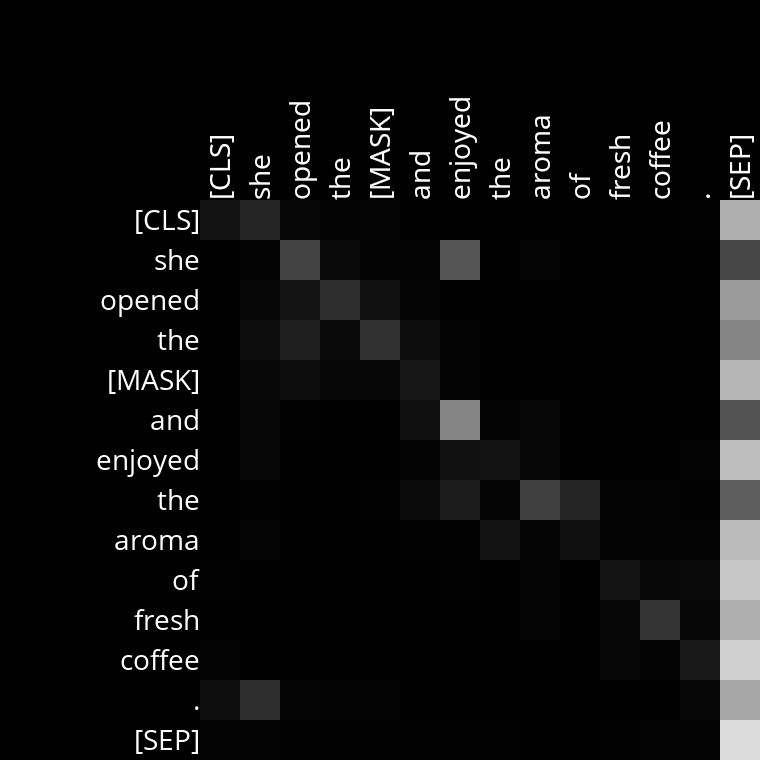 [CLS]
she
opened
the
[MASK]
and
enjoyed
the
aroma
of
fresh
coffee
.
[SEP]
[CLS]
she
opened
the
[MASK]
and
enjoyed
the
aroma
of
fresh
coffee
.
[SEP]